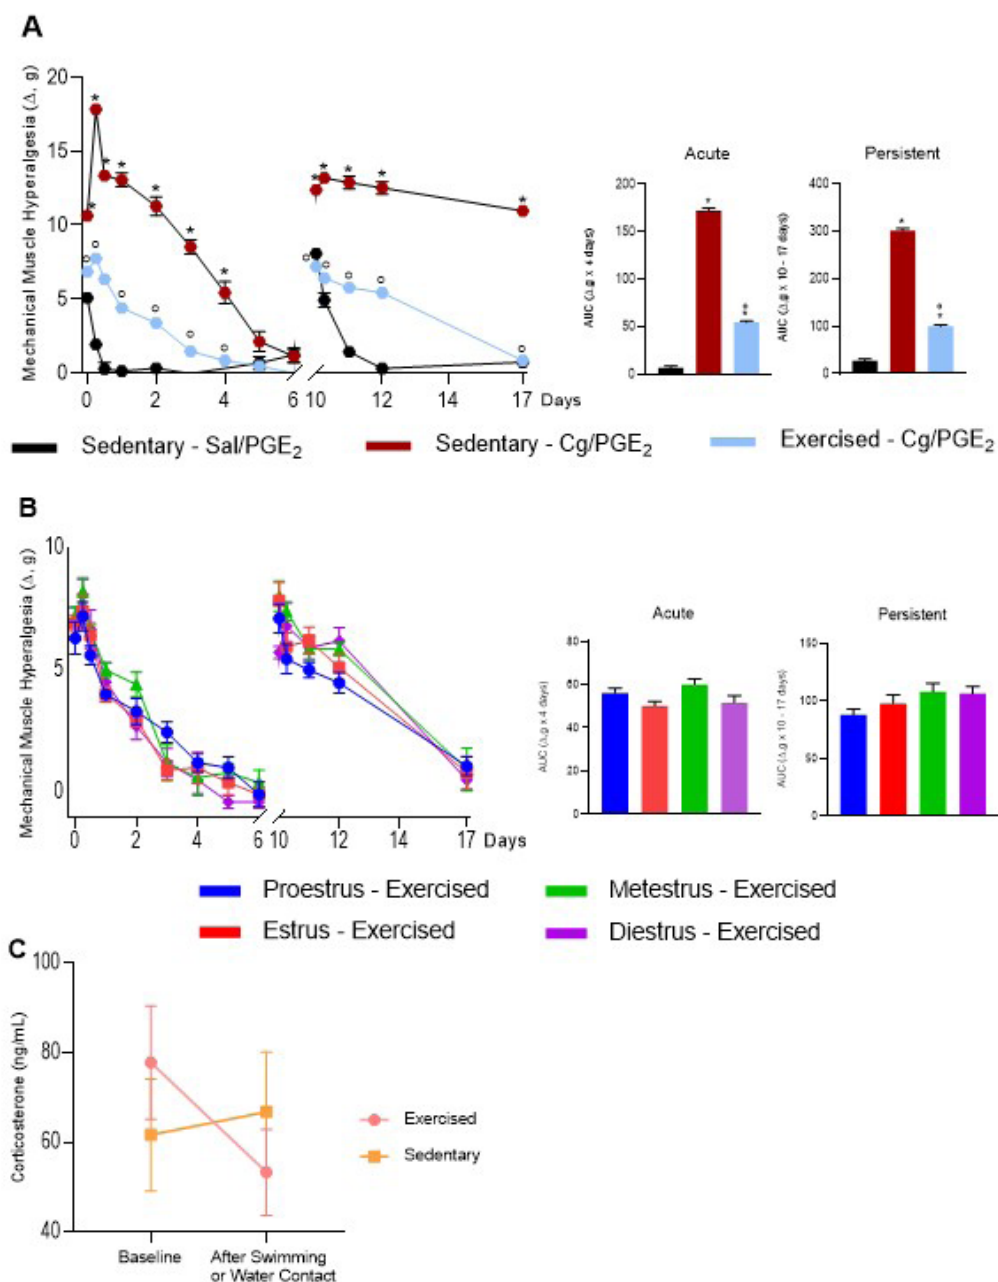 A
Mechanical Muscle Hyperalgesia (Δ, g)
20
15
10
5
0
* * * * * * * *
* * * * * *
0 2 4 6 10 12 14 17 Days
Acute
AUC (Δ,g x 4 days)
200
150
100
50
0
*
*
Persistent
AUC (Δ,g x 10 - 17 days)
400
300
200
100
0
*
*
Sedentary - Sal/PGE₂
Sedentary - Cg/PGE₂
Exercised - Cg/PGE₂
B
Mechanical Muscle Hyperalgesia (Δ, g)
10
5
0
0 2 4 6 10 12 14 17 Days
Acute
AUC (Δ,g x 4 days)
80
60
40
20
0
Persistent
AUC (Δ,g x 10 - 17 days)
150
100
50
0
Proestrus - Exercised
Metestrus - Exercised
Estrus - Exercised
Diestrus - Exercised
C
Corticosterone (ng/mL)
100
80
60
40
Baseline
After Swimming
or Water Contact
Exercised
Sedentary